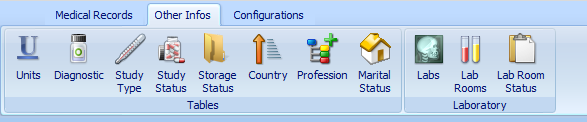 Medical Records Other Infos Configurations
U
Units Diagnostic Study Type Study Status Storage Status Country Profession Marital Status Labs Lab Rooms Lab Room Status
Tables Laboratory